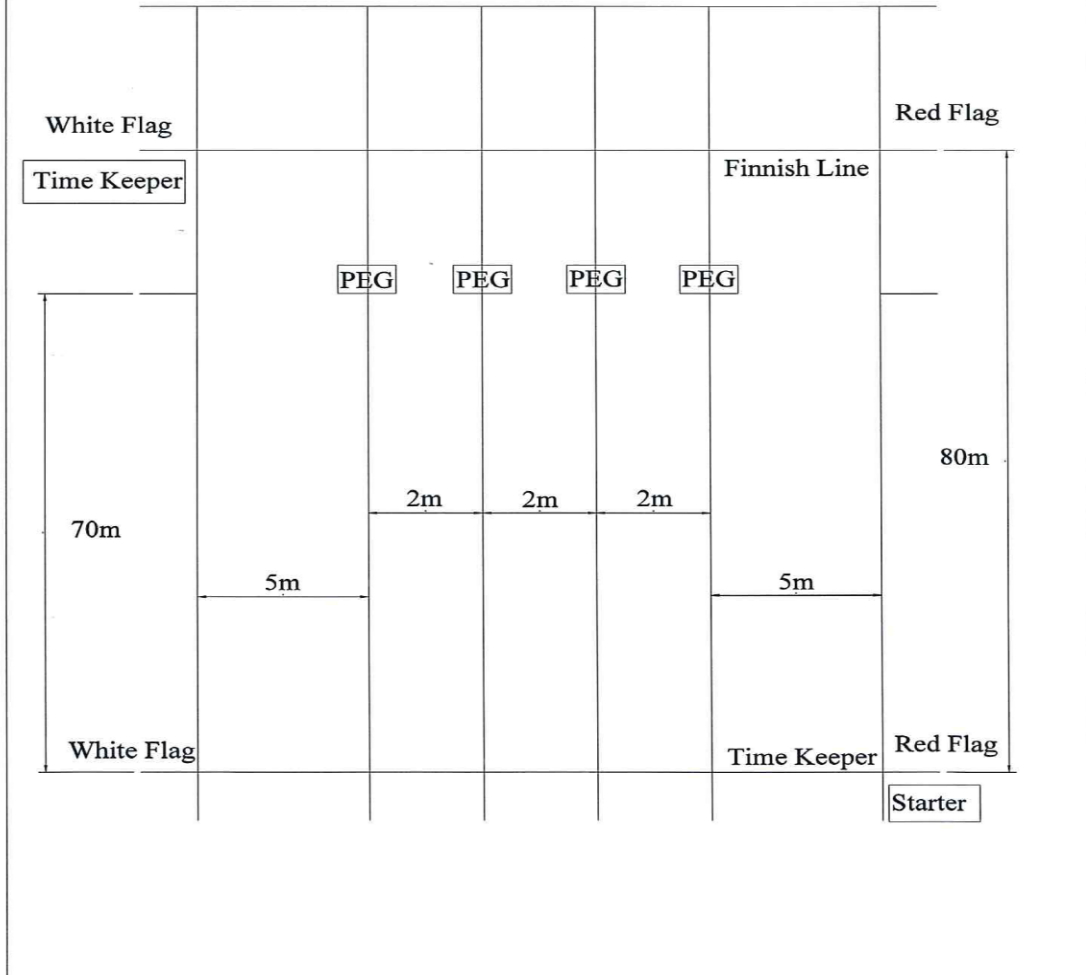 Red Flag
White Flag
Finnish Line
Time Keeper
PEG PEG PEG PEG
80m
2m 2m 2m
70m
5m 5m
Red Flag
White Flag
Time Keeper
Starter